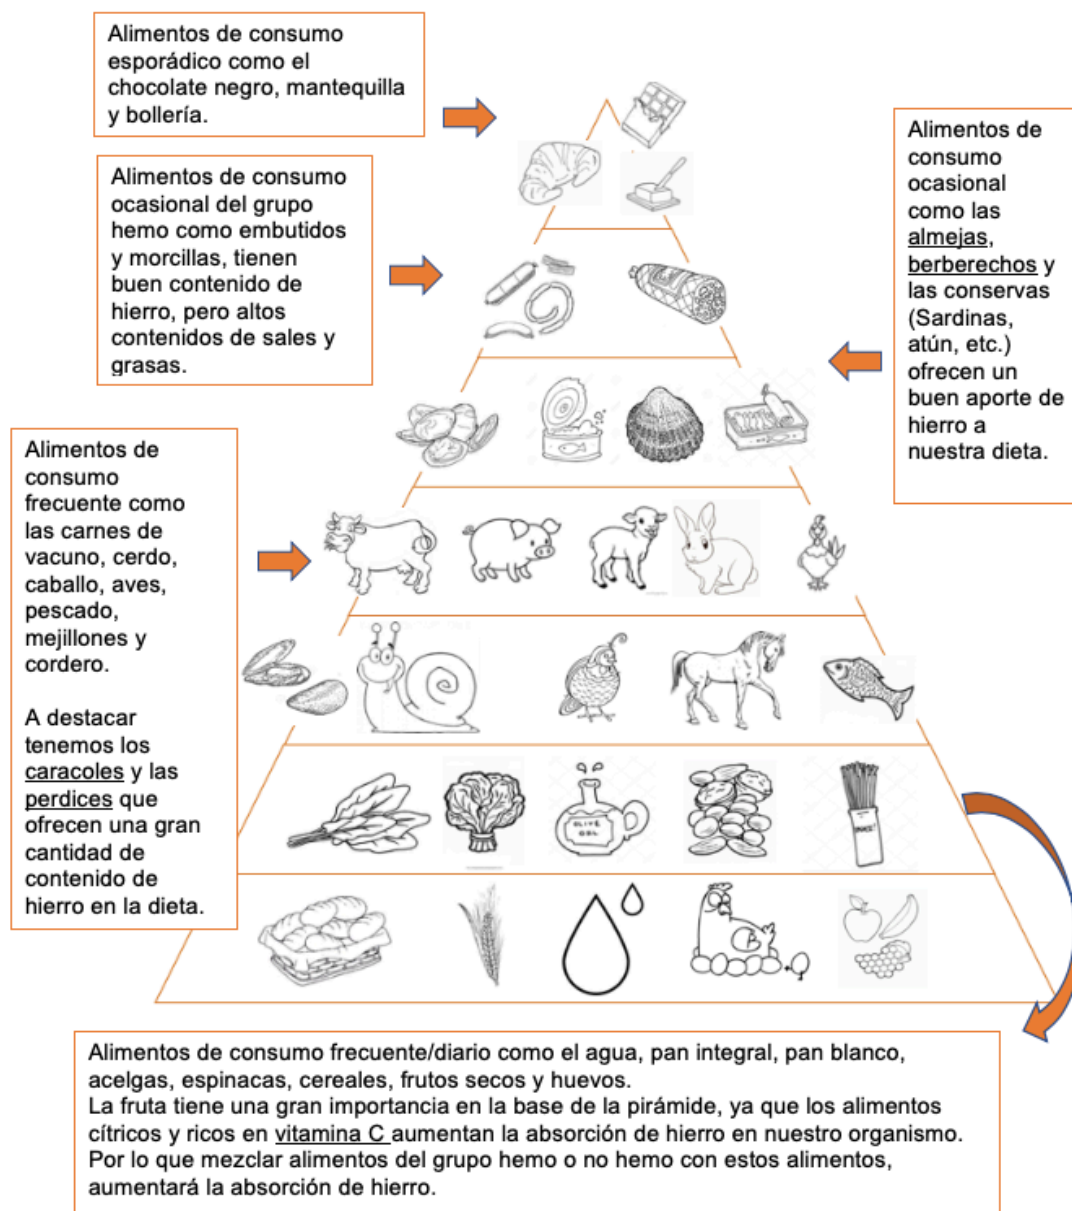 Alimentos de consumo
esporádico como el
chocolate negro, mantequilla
y bollería.
Alimentos de consumo
ocasional del grupo
hemo como embutidos
y morcillas, tienen
buen contenido de
hierro, pero altos
contenidos de sales y
grasas.
Alimentos de
consumo
ocasional
como las
almejas,
berberechos y
las conservas
(Sardinas,
atún, etc.)
ofrecen un
buen aporte de
hierro a
nuestra dieta.
Alimentos de
consumo
frecuente como
las carnes de
vacuno, cerdo,
caballo, aves,
pescado,
mejillones y
cordero.
A destacar
tenemos los
caracoles y las
perdices que
ofrecen una gran
cantidad de
contenido de
hierro en la dieta.
OLIVE
OIL
Alimentos de consumo frecuente/diario como el agua, pan integral, pan blanco,
acelgas, espinacas, cereales, frutos secos y huevos.
La fruta tiene una gran importancia en la base de la pirámide, ya que los alimentos
cítricos y ricos en vitamina C aumentan la absorción de hierro en nuestro organismo.
Por lo que mezclar alimentos del grupo hemo o no hemo con estos alimentos,
aumentará la absorción de hierro.